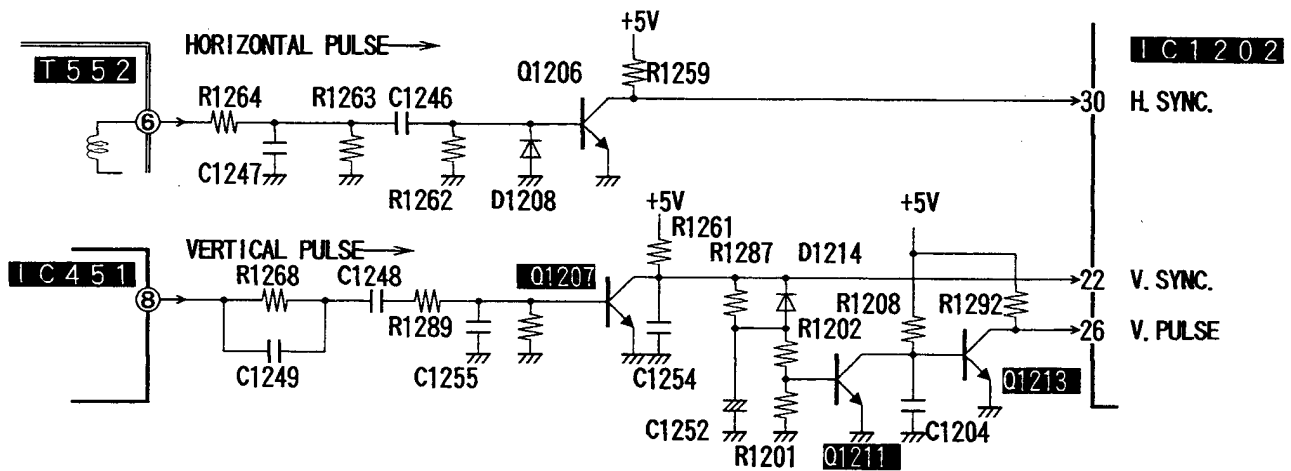 +5V
HORIZONTAL PULSE
IC1202
T552
Q1206
R1259
R1264
R1263
C1246
6
30
H. SYNC.
C1247
R1262
D1208
+5V
+5V
VERTICAL PULSE
R1261
R1287
D1214
IC451
R1268
C1248
Q1207
8
22
V. SYNC.
R1289
R1208
R1292
R1202
26
V. PULSE
C1249
C1255
C1254
Q1213
C1252
C1204
R1201
Q1211